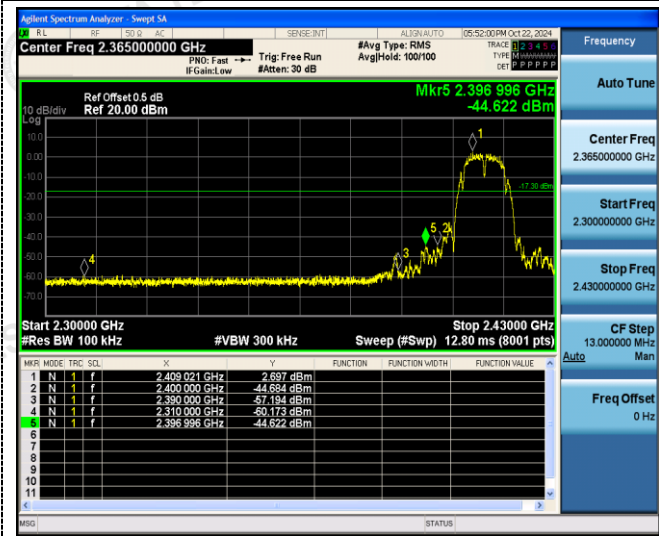 Agilent Spectrum Analyzer - Swept SA
RL RF 50 Ω AC SENSE:INT ALIGN AUTO 05:52:00 PM Oct 22, 2024
Center Freq 2.365000000 GHz
PNO: Fast
IFGain:Low
Trig: Free Run
#Atten: 30 dB
#Avg Type: RMS
Avg|Hold: 100/100
TRACE 1 2 3 4 5 6
TYPE M
DET P P P P P P
Mkr5 2.396 996 GHz
-44.622 dBm
Ref Offset 0.5 dB
10 dB/div Ref 20.00 dBm
Log
10.0
0.00
-10.0
-20.0
-30.0
-40.0
-50.0
-60.0
-70.0
1
-17.30 dBm
5 2
3
4
Start 2.30000 GHz Stop 2.43000 GHz
#Res BW 100 kHz #VBW 300 kHz Sweep (#Swp) 12.80 ms (8001 pts)
MKR MODE TRC SCL X Y FUNCTION FUNCTION WIDTH FUNCTION VALUE
1 N 1 f 2.409 021 GHz 2.697 dBm
2 N 1 f 2.400 000 GHz -44.684 dBm
3 N 1 f 2.390 000 GHz -57.194 dBm
4 N 1 f 2.310 000 GHz -60.173 dBm
5 N 1 f 2.396 996 GHz -44.622 dBm
6
7
8
9
10
11
MSG STATUS
Frequency
Auto Tune
Center Freq
2.365000000 GHz
Start Freq
2.300000000 GHz
Stop Freq
2.430000000 GHz
CF Step
13.000000 MHz
Auto Man
Freq Offset
0 Hz